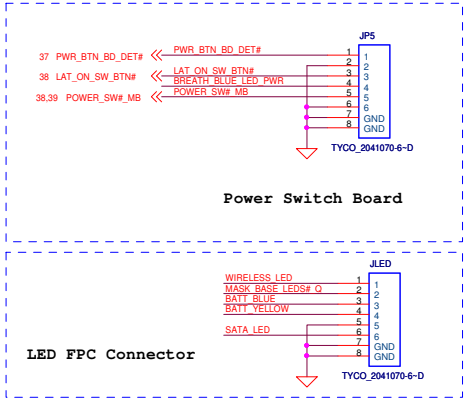 JP5
37 PWR_BTN_BD_DET# PWR_BTN_BD_DET# 1 1
2 2
38 LAT_ON_SW_BTN# LAT_ON_SW_BTN# 3 3
BREATH_BLUE_LED_PWR 4 4
38,39 POWER_SW#_MB POWER_SW#_MB 5 5
6 6
7 GND
8 GND
TYCO_2041070-6~D
Power Switch Board
JLED
WIRELESS_LED 1 1
MASK_BASE_LEDS#_Q 2 2
BATT_BLUE 3 3
BATT_YELLOW 4 4
5 5
SATA_LED 6 6
7 GND
8 GND
LED FPC Connector
TYCO_2041070-6~D